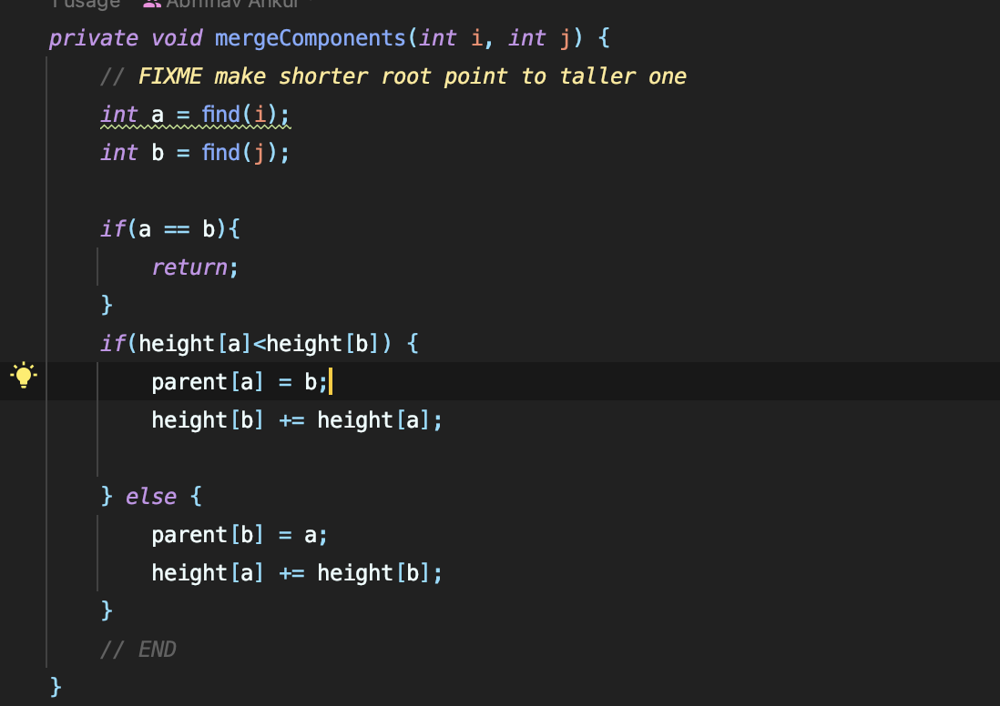 1 usage Abhinav Ankur
private void mergeComponents(int i, int j) {
// FIXME make shorter root point to taller one
int a = find(i);
int b = find(j);
if(a == b){
return;
}
if(height[a]<height[b]) {
parent[a] = b;
height[b] += height[a];
} else {
parent[b] = a;
height[a] += height[b];
}
// END
}